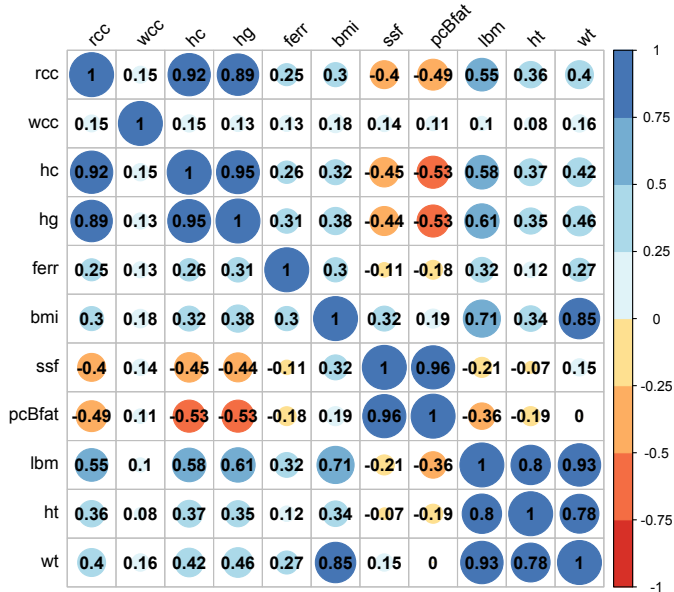 rcc wcc hc hg ferr bmi ssf pcBfat lbm ht wt
rcc 1 0.15 0.92 0.89 0.25 0.3 -0.4 -0.49 0.55 0.36 0.4
wcc 0.15 1 0.15 0.13 0.13 0.18 0.14 0.11 0.1 0.08 0.16
hc 0.92 0.15 1 0.95 0.26 0.32 -0.45 -0.53 0.58 0.37 0.42
hg 0.89 0.13 0.95 1 0.31 0.38 -0.44 -0.53 0.61 0.35 0.46
ferr 0.25 0.13 0.26 0.31 1 0.3 -0.11 -0.18 0.32 0.12 0.27
bmi 0.3 0.18 0.32 0.38 0.3 1 0.32 0.19 0.71 0.34 0.85
ssf -0.4 0.14 -0.45 -0.44 -0.11 0.32 1 0.96 -0.21 -0.07 0.15
pcBfat -0.49 0.11 -0.53 -0.53 -0.18 0.19 0.96 1 -0.36 -0.19 0
lbm 0.55 0.1 0.58 0.61 0.32 0.71 -0.21 -0.36 1 0.8 0.93
ht 0.36 0.08 0.37 0.35 0.12 0.34 -0.07 -0.19 0.8 1 0.78
wt 0.4 0.16 0.42 0.46 0.27 0.85 0.15 0 0.93 0.78 1
1
0.75
0.5
0.25
0
-0.25
-0.5
-0.75
-1